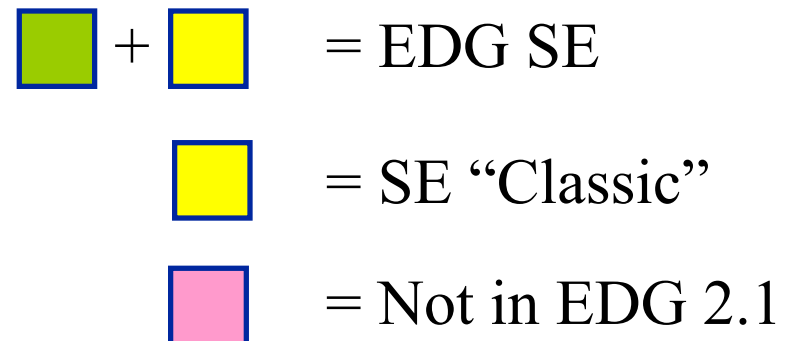 + = EDG SE
= SE “Classic”
= Not in EDG 2.1